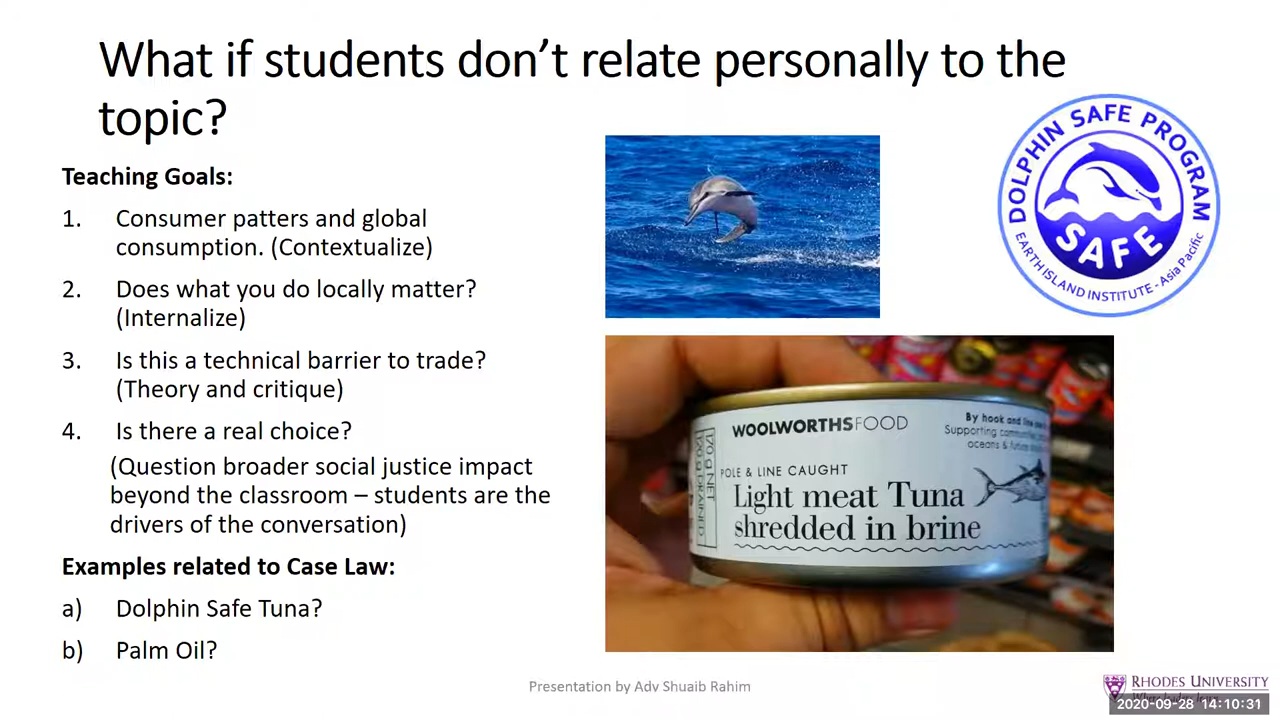 What if students don't relate personally to the
topic?
Teaching Goals:
1. Consumer patters and global
consumption. (Contextualize)
2. Does what you do locally matter?
(Internalize)
3. Is this a technical barrier to trade?
(Theory and critique)
4. Is there a real choice?
(Question broader social justice impact
beyond the classroom – students are the
drivers of the conversation)
Examples related to Case Law:
a) Dolphin Safe Tuna?
b) Palm Oil?
DOLPHIN SAFE PROGRAM
SAFE
EARTH ISLAND INSTITUTE - Asia Pacific
WOOLWORTHSFOOD
By hook and line
Supporting
oceans &
POLE & LINE CAUGHT
Light meat Tuna
shredded in brine
170 g NET
DRAINED
Presentation by Adv Shuaib Rahim
RHODES UNIVERSITY
2020-09-28 14:10:31